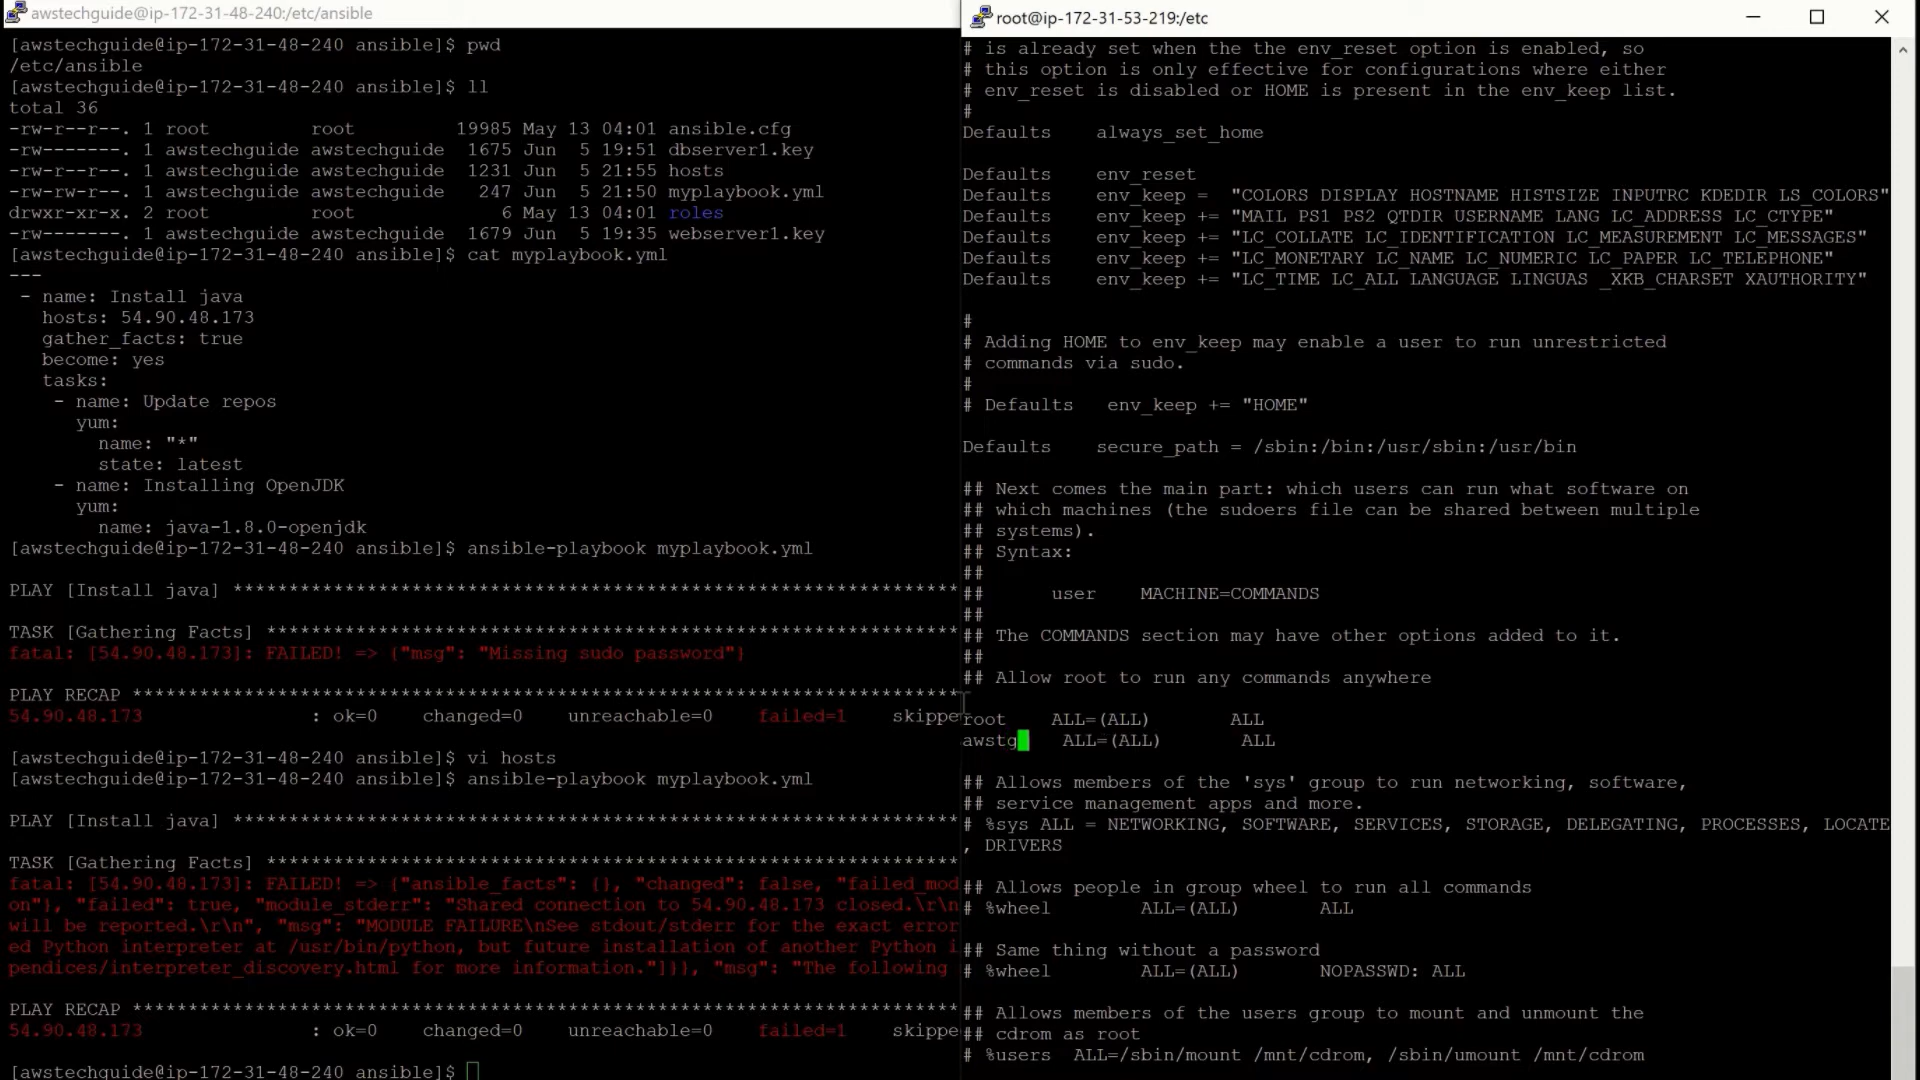 awstechguide@ip-172-31-48-240:/etc/ansible
[awstechguide@ip-172-31-48-240 ansible]$ pwd
/etc/ansible
[awstechguide@ip-172-31-48-240 ansible]$ ll
total 36
-rw-r--r--. 1 root root 19985 May 13 04:01 ansible.cfg
-rw-------. 1 awstechguide awstechguide 1675 Jun 5 19:51 dbserver1.key
-rw-r--r--. 1 awstechguide awstechguide 1231 Jun 5 21:55 hosts
-rw-rw-r--. 1 awstechguide awstechguide 247 Jun 5 21:50 myplaybook.yml
drwxr-xr-x. 2 root root 6 May 13 04:01 roles
-rw-------. 1 awstechguide awstechguide 1679 Jun 5 19:35 webserver1.key
[awstechguide@ip-172-31-48-240 ansible]$ cat myplaybook.yml
---
- name: Install java
hosts: 54.90.48.173
gather_facts: true
become: yes
tasks:
- name: Update repos
yum:
name: "*"
state: latest
- name: Installing OpenJDK
yum:
name: java-1.8.0-openjdk
[awstechguide@ip-172-31-48-240 ansible]$ ansible-playbook myplaybook.yml
PLAY [Install java] *****************************************************************
TASK [Gathering Facts] **************************************************************
fatal: [54.90.48.173]: FAILED! => {"msg": "Missing sudo password"}
PLAY RECAP **************************************************************************
54.90.48.173 : ok=0 changed=0 unreachable=0 failed=1 skippe
[awstechguide@ip-172-31-48-240 ansible]$ vi hosts
[awstechguide@ip-172-31-48-240 ansible]$ ansible-playbook myplaybook.yml
PLAY [Install java] *****************************************************************
TASK [Gathering Facts] **************************************************************
fatal: [54.90.48.173]: FAILED! => {"ansible_facts": {}, "changed": false, "failed_mod
on"}, "failed": true, "module_stderr": "Shared connection to 54.90.48.173 closed.\r\n
will be reported.\r\n", "msg": "MODULE FAILURE\nSee stdout/stderr for the exact error
ed Python interpreter at /usr/bin/python, but future installation of another Python i
pendices/interpreter_discovery.html for more information."]}}, "msg": "The following
PLAY RECAP **************************************************************************
54.90.48.173 : ok=0 changed=0 unreachable=0 failed=1 skippe
[awstechguide@ip-172-31-48-240 ansible]$
root@ip-172-31-53-219:/etc
# is already set when the the env_reset option is enabled, so
# this option is only effective for configurations where either
# env_reset is disabled or HOME is present in the env_keep list.
#
Defaults always_set_home
Defaults env_reset
Defaults env_keep = "COLORS DISPLAY HOSTNAME HISTSIZE INPUTRC KDEDIR LS_COLORS"
Defaults env_keep += "MAIL PS1 PS2 QTDIR USERNAME LANG LC_ADDRESS LC_CTYPE"
Defaults env_keep += "LC_COLLATE LC_IDENTIFICATION LC_MEASUREMENT LC_MESSAGES"
Defaults env_keep += "LC_MONETARY LC_NAME LC_NUMERIC LC_PAPER LC_TELEPHONE"
Defaults env_keep += "LC_TIME LC_ALL LANGUAGE LINGUAS _XKB_CHARSET XAUTHORITY"
#
# Adding HOME to env_keep may enable a user to run unrestricted
# commands via sudo.
#
# Defaults env_keep += "HOME"
Defaults secure_path = /sbin:/bin:/usr/sbin:/usr/bin
## Next comes the main part: which users can run what software on
## which machines (the sudoers file can be shared between multiple
## systems).
## Syntax:
##
## user MACHINE=COMMANDS
##
## The COMMANDS section may have other options added to it.
##
## Allow root to run any commands anywhere
root ALL=(ALL) ALL
awstg ALL=(ALL) ALL
## Allows members of the 'sys' group to run networking, software,
## service management apps and more.
# %sys ALL = NETWORKING, SOFTWARE, SERVICES, STORAGE, DELEGATING, PROCESSES, LOCATE
, DRIVERS
## Allows people in group wheel to run all commands
# %wheel ALL=(ALL) ALL
## Same thing without a password
# %wheel ALL=(ALL) NOPASSWD: ALL
## Allows members of the users group to mount and unmount the
## cdrom as root
# %users ALL=/sbin/mount /mnt/cdrom, /sbin/umount /mnt/cdrom